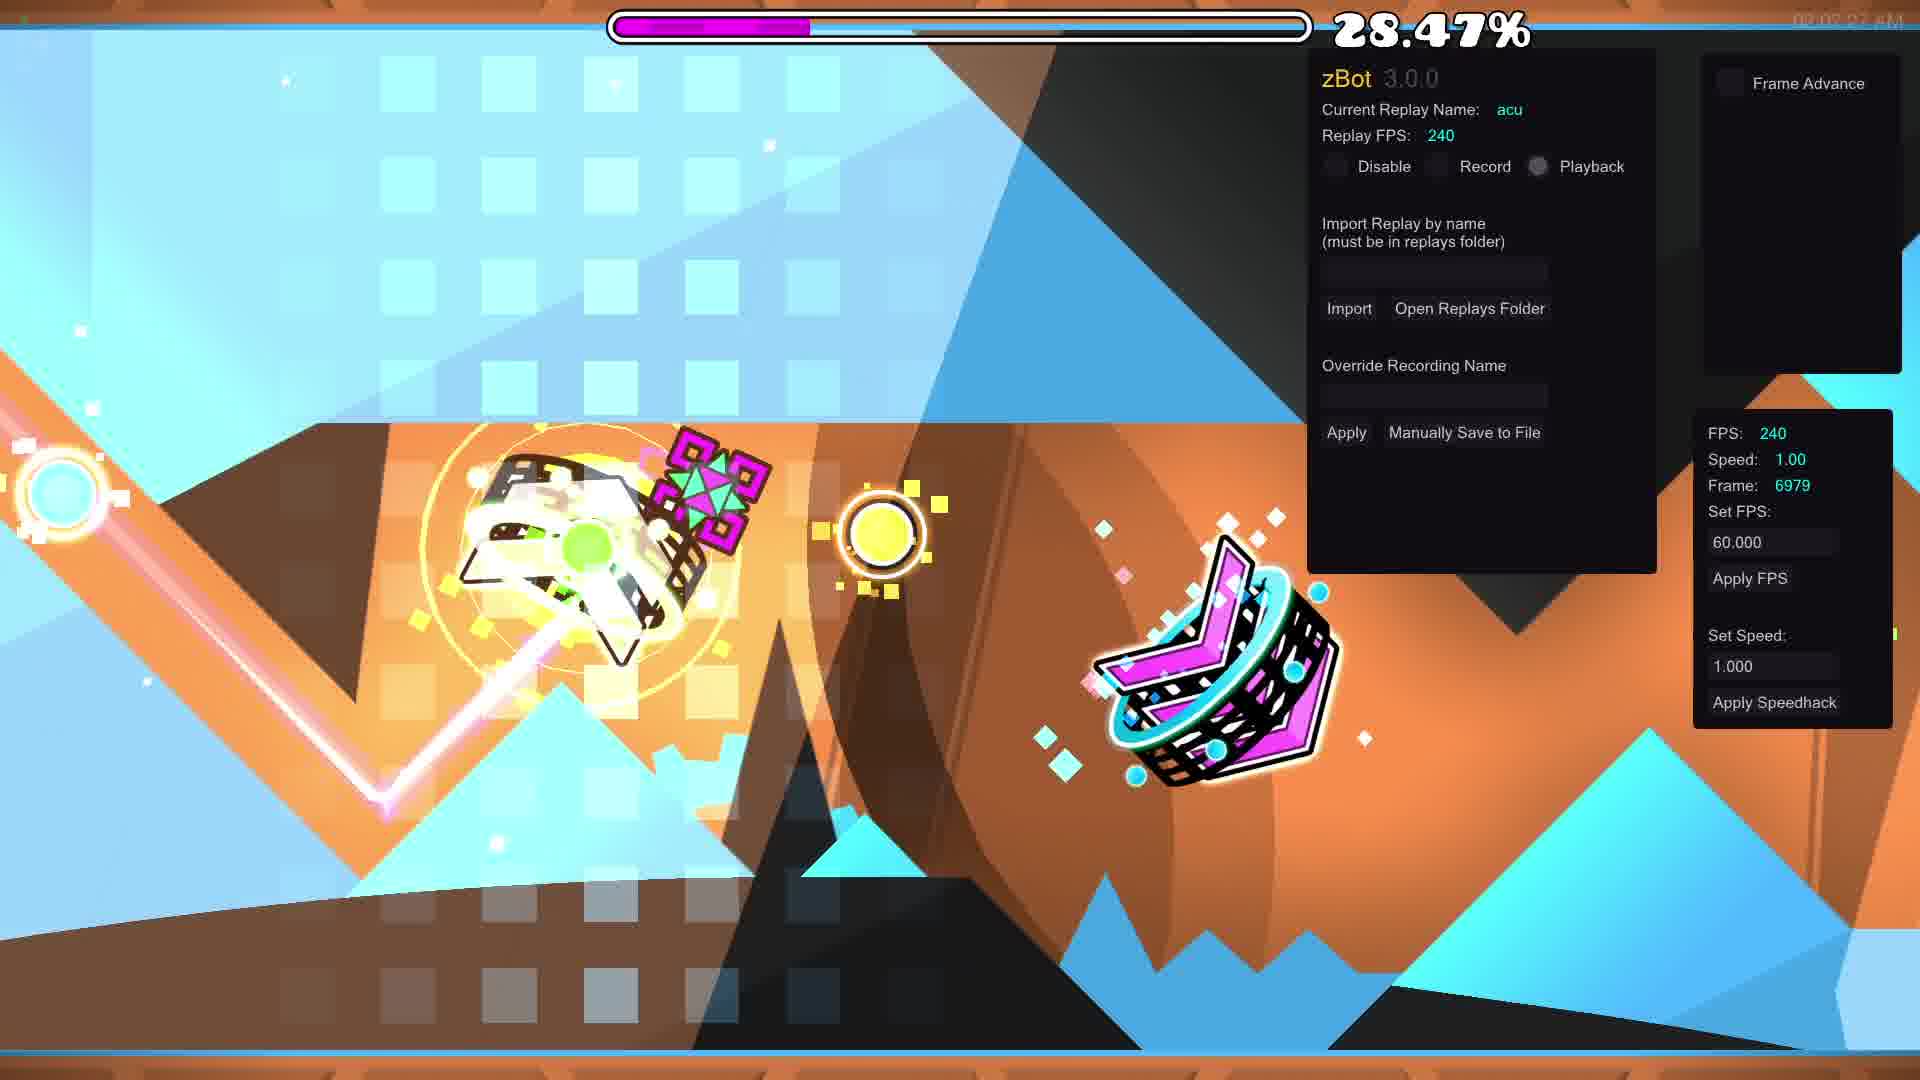 28.47%
zBot 3.0.0
Current Replay Name: acu
Replay FPS: 240
Disable Record Playback
Import Replay by name
(must be in replays folder)
Import Open Replays Folder
Override Recording Name
Apply Manually Save to File
Frame Advance
FPS: 240
Speed: 1.00
Frame: 6979
Set FPS:
60.000
Apply FPS
Set Speed:
1.000
Apply Speedhack